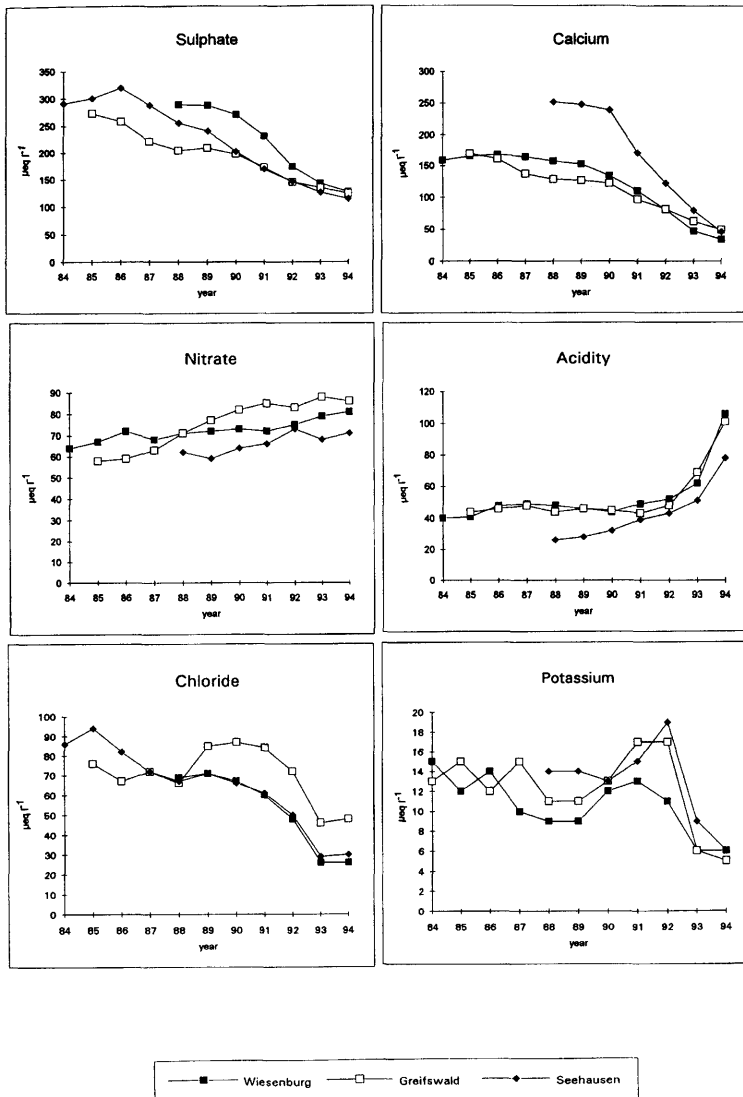 Sulphate
350
300
250
200
150
100
50
0
µeq l⁻¹
84 85 86 87 88 89 90 91 92 93 94
year
Calcium
300
250
200
150
100
50
0
µeq l⁻¹
84 85 86 87 88 89 90 91 92 93 94
year
Nitrate
90
80
70
60
50
40
30
20
10
0
µeq l⁻¹
84 85 86 87 88 89 90 91 92 93 94
year
Acidity
120
100
80
60
40
20
0
µeq l⁻¹
84 85 86 87 88 89 90 91 92 93 94
year
Chloride
100
90
80
70
60
50
40
30
20
10
0
µeq l⁻¹
84 85 86 87 88 89 90 91 92 93 94
year
Potassium
20
18
16
14
12
10
8
6
4
2
0
µeq l⁻¹
84 85 86 87 88 89 90 91 92 93 94
year
Wiesenburg Greifswald Seehausen